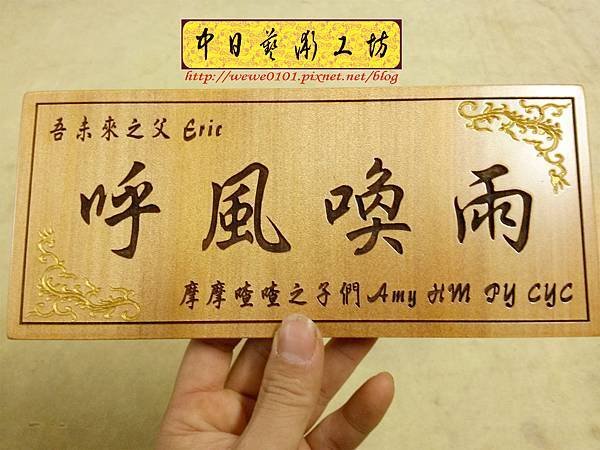 中日藝術工坊
http://wewe0101.pixnet.net/blog
吾未來之父 Eric
呼風喚雨
摩摩喳喳之子們 Amy HM PY CYC